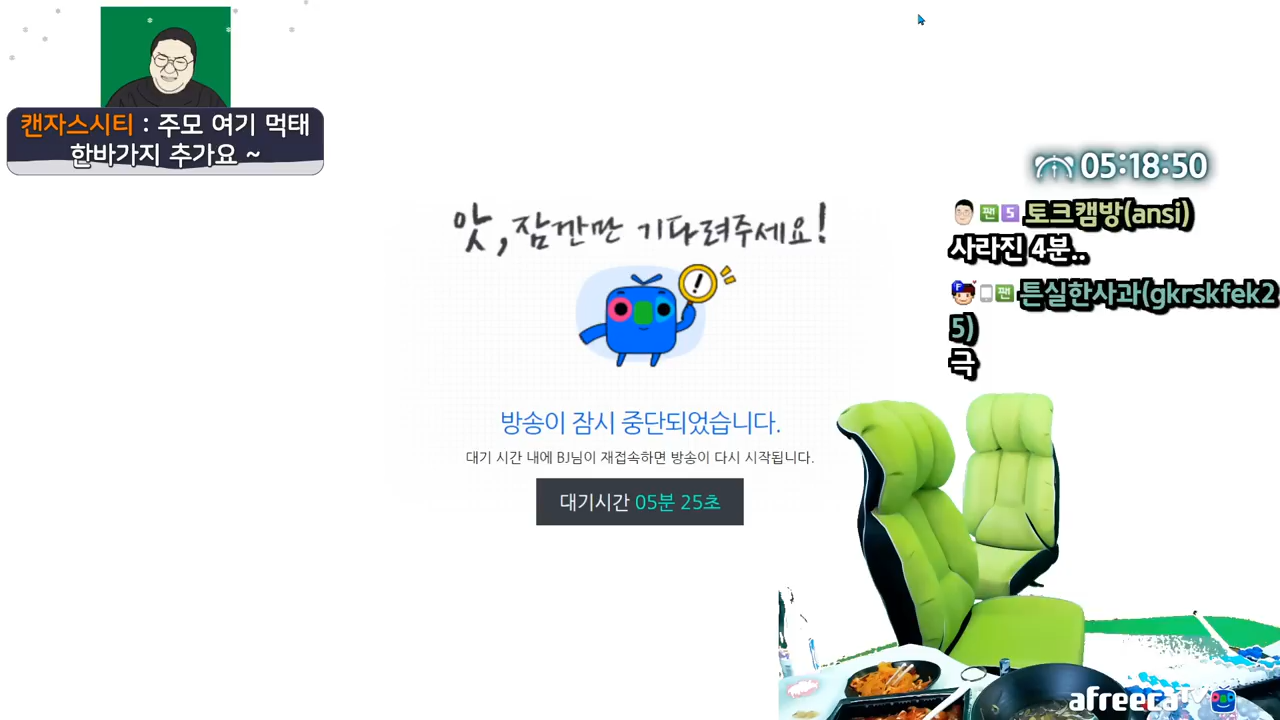 캔자스시티 : 주모 여기 먹태
한바가지 추가요 ~
05:18:50
팬 5 토크캠방(ansi)
사라진 4분..
F 팬 튼실한사과(gkrskfek2
5)
극
앗, 잠깐만 기다려주세요!
방송이 잠시 중단되었습니다.
대기 시간 내에 BJ님이 재접속하면 방송이 다시 시작됩니다.
대기시간 05분 25초
afreecaTV